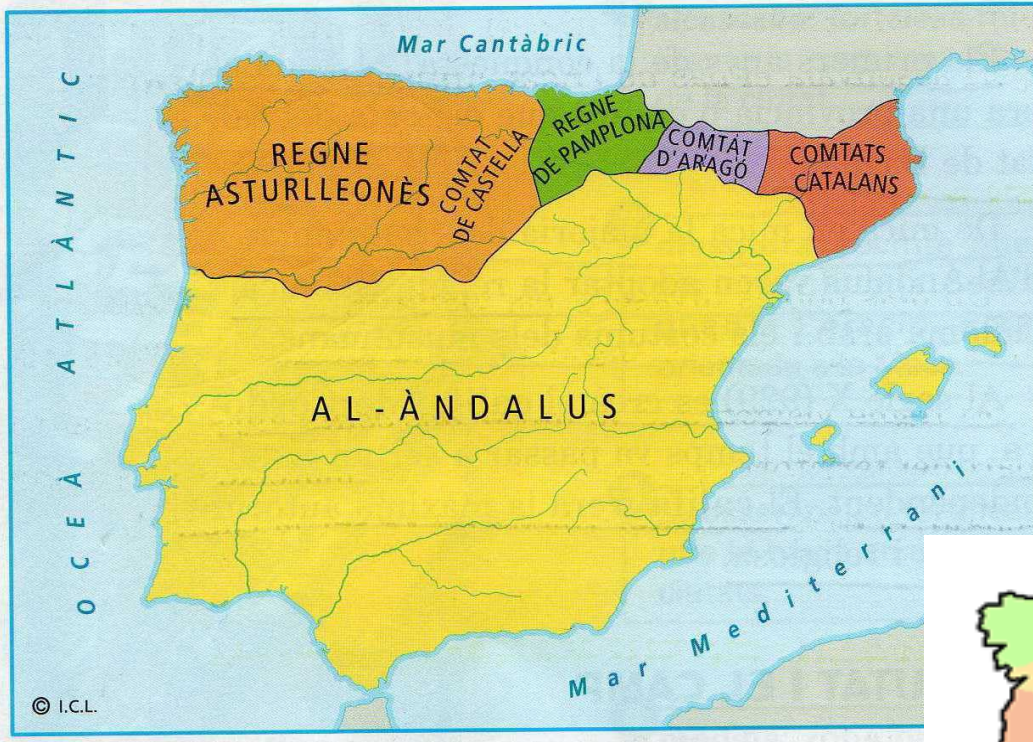 Mar Cantàbric
OCEÀ ATLÀNTIC
REGNE
ASTURLLEONÈS
COMTAT
DE CASTELLA
REGNE
DE PAMPLONA
COMTAT
D'ARAGÓ
COMTATS
CATALANS
AL-ÀNDALUS
Mar Mediterrani
© I.C.L.